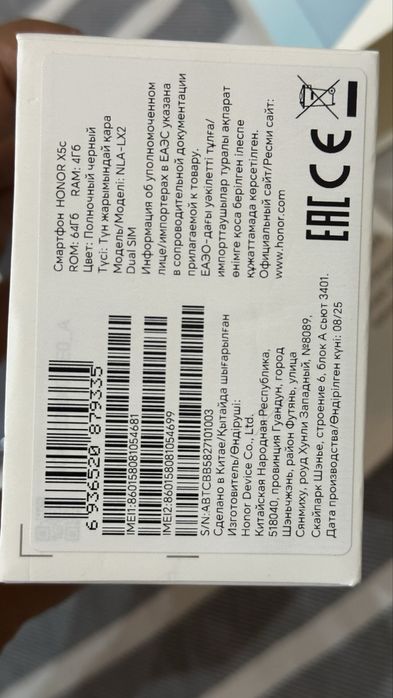 Смартфон HONOR X5c
ROM: 64Гб RAM: 4Гб
Цвет: Полночный черный
Түсі: Түн жарымындай қара
Модель/Моделі: NLA-LX2
Dual SIM
Информация об уполномоченном
лице/импортерах в ЕАЭС указана
в сопроводительной документации
прилагаемой к товару.
ЕАЭО-дағы уәкілетті тұлға/
импорттаушылар туралы ақпарат
өнімге қоса берілген ілеспе
құжаттамада көрсетілген.
Официальный сайт/Ресми сайт:
www.honor.com
EAC CE
6 936520 879335
IMEI1:860158081054681
IMEI2:860158081054699
S/N:ABTCBB5827101003
Сделано в Китае/Қытайда шығарылған
Изготовитель/Өндіруші:
Honor Device Co., Ltd.
Китайская Народная Республика,
518040, провинция Гуандун, город
Шэньчжэнь, район Футянь, улица
Сянмиху, роуд Хунли Западный, №8089,
Скайпарк Шэнье, строение 6, блок А сьют 3401.
Дата производства/Өндірілген күні: 08/25